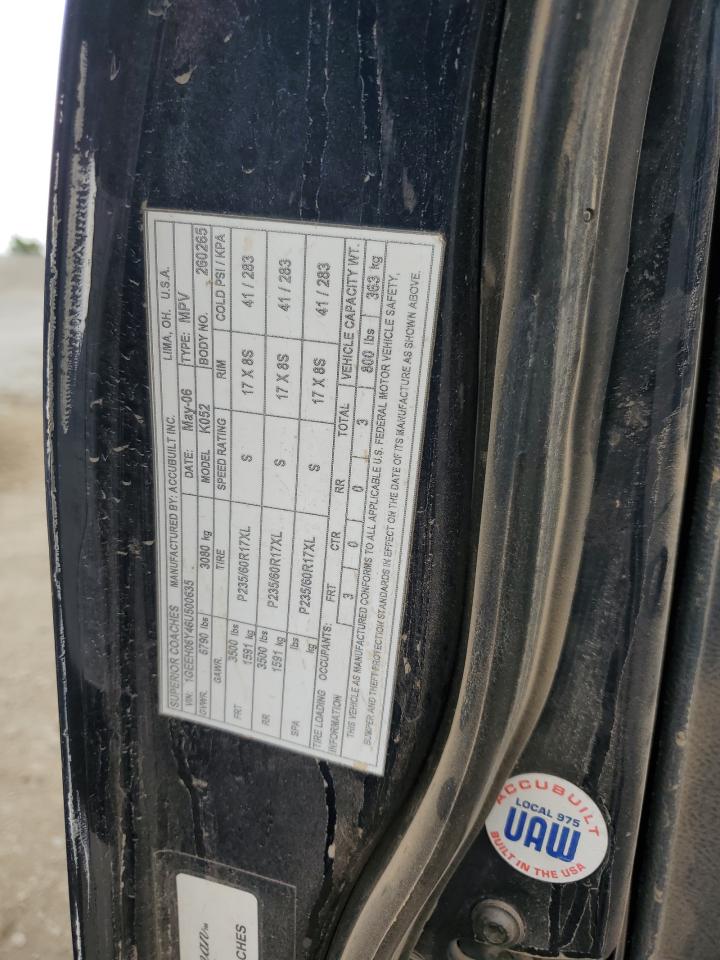 SUPERIOR COACHES MANUFACTURED BY: ACCUBUILT INC. LIMA, OH. U.S.A.
VIN: 1GEEH06Y46U500635 DATE: May-06 TYPE: MPV
GVWR. 6790 lbs 3080 kg MODEL K052 BODY NO. 260265
GAWR. TIRE SPEED RATING RIM COLD PSI / KPA
FRT 3500 lbs 1591 kg P235/60R17XL S 17 X 8S 41 / 283
RR 3500 lbs 1591 kg P235/60R17XL S 17 X 8S 41 / 283
SPA lbs kg P235/60R17XL S 17 X 8S 41 / 283
TIRE LOADING OCCUPANTS: FRT CTR RR TOTAL VEHICLE CAPACITY WT.
INFORMATION 3 0 0 3 800 lbs 363 kg
THIS VEHICLE AS MANUFACTURED CONFORMS TO ALL APPLICABLE U.S. FEDERAL MOTOR VEHICLE SAFETY,
BUMPER AND THEFT PROTECTION STANDARDS IN EFFECT ON THE DATE OF ITS MANUFACTURE AS SHOWN ABOVE.
ACCUBUILT
LOCAL 975
UAW
BUILT IN THE USA